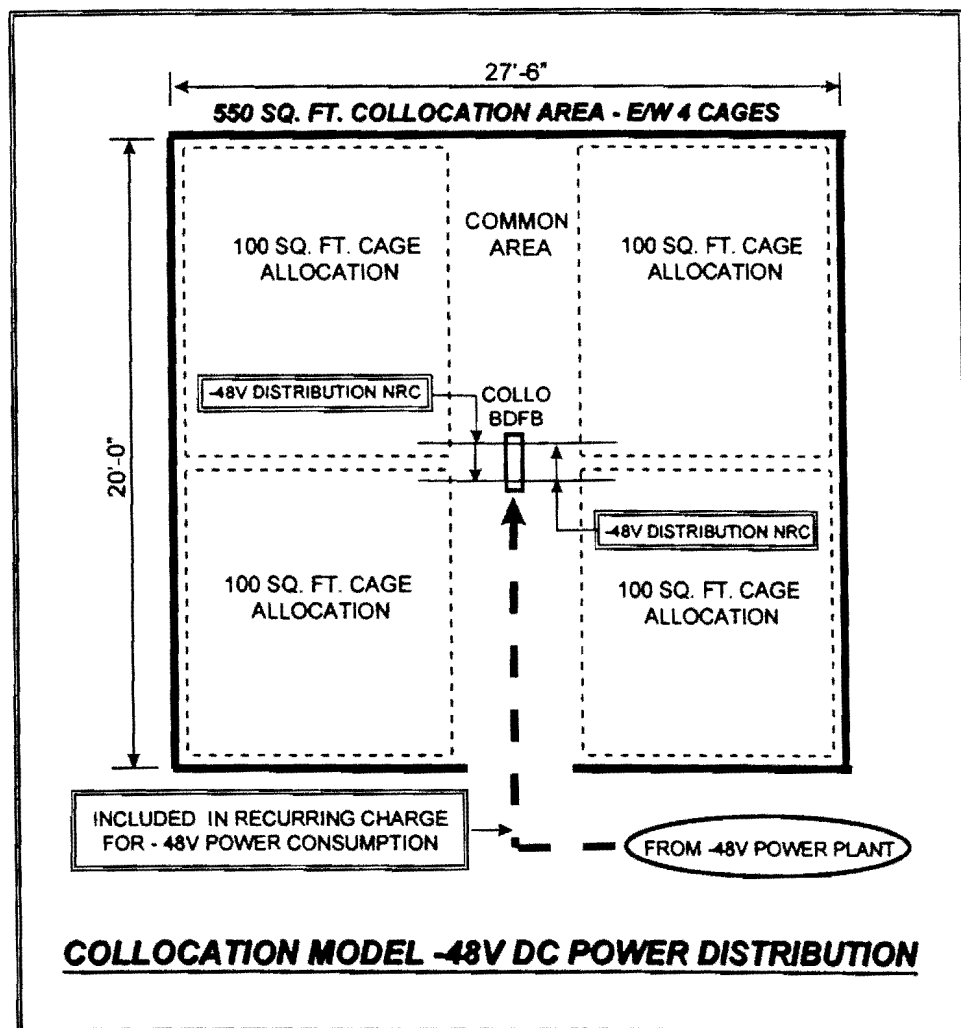 27'-6"
550 SQ. FT. COLLOCATION AREA - E/W 4 CAGES
100 SQ. FT. CAGE
ALLOCATION
COMMON
AREA
100 SQ. FT. CAGE
ALLOCATION
-48V DISTRIBUTION NRC
COLLO
BDFB
20'-0"
-48V DISTRIBUTION NRC
100 SQ. FT. CAGE
ALLOCATION
100 SQ. FT. CAGE
ALLOCATION
INCLUDED IN RECURRING CHARGE
FOR - 48V POWER CONSUMPTION
FROM -48V POWER PLANT
COLLOCATION MODEL -48V DC POWER DISTRIBUTION